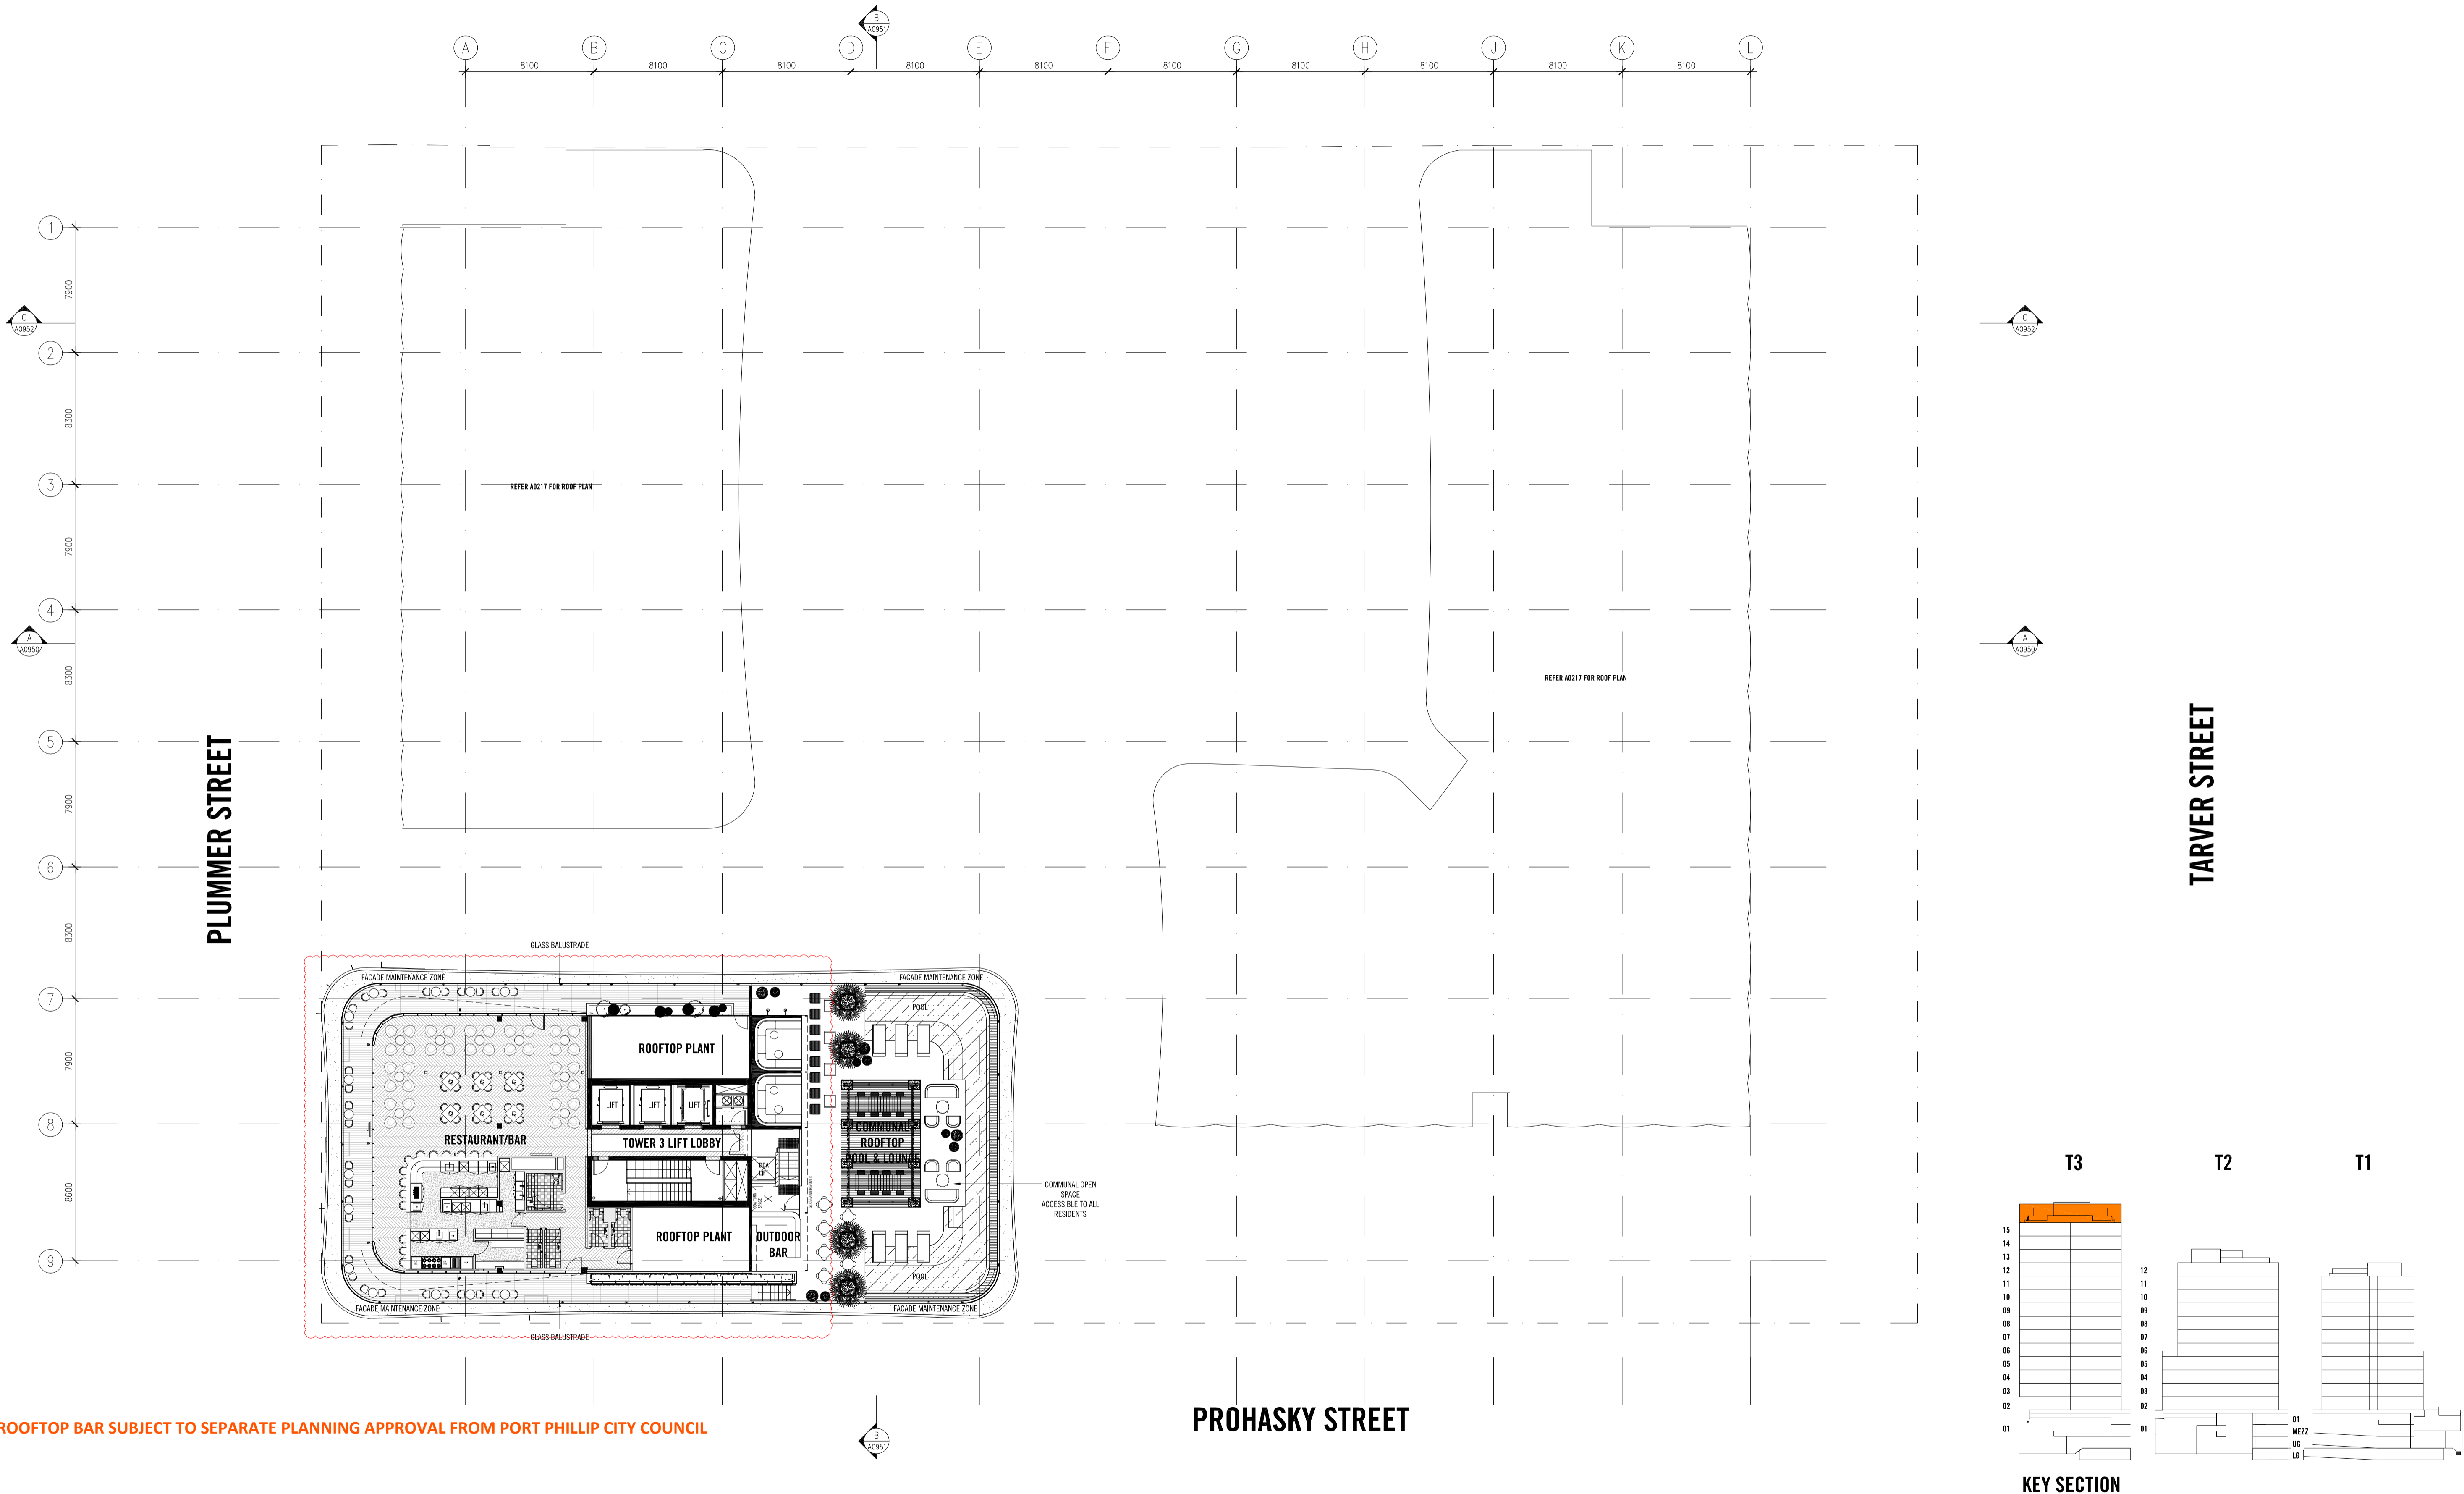 B
A0951
A
B
C
D
E
F
G
H
J
K
L
8100
8100
8100
8100
8100
8100
8100
8100
8100
8100
1
7900
C
A0952
C
A0952
2
8300
3
REFER A0217 FOR ROOF PLAN
7900
4
A
A0950
A
A0950
8300
REFER A0217 FOR ROOF PLAN
5
PLUMMER STREET
TARVER STREET
7900
6
8300
GLASS BALUSTRADE
FACADE MAINTENANCE ZONE
FACADE MAINTENANCE ZONE
7
POOL
7900
ROOFTOP PLANT
LIFT
LIFT
LIFT
8
RESTAURANT/BAR
TOWER 3 LIFT LOBBY
COMMUNAL
ROOFTOP
POOL & LOUNGE
DDA
LIFT
8600
COMMUNAL OPEN
SPACE
ACCESSIBLE TO ALL
RESIDENTS
ROOFTOP PLANT
OUTDOOR
BAR
9
POOL
FACADE MAINTENANCE ZONE
FACADE MAINTENANCE ZONE
GLASS BALUSTRADE
ROOFTOP BAR SUBJECT TO SEPARATE PLANNING APPROVAL FROM PORT PHILLIP CITY COUNCIL
B
A0951
PROHASKY STREET
T3
T2
T1
15
14
13
12
11
10
09
08
07
06
05
04
03
02
01
12
11
10
09
08
07
06
05
04
03
02
01
01
MEZZ
UG
LG
KEY SECTION